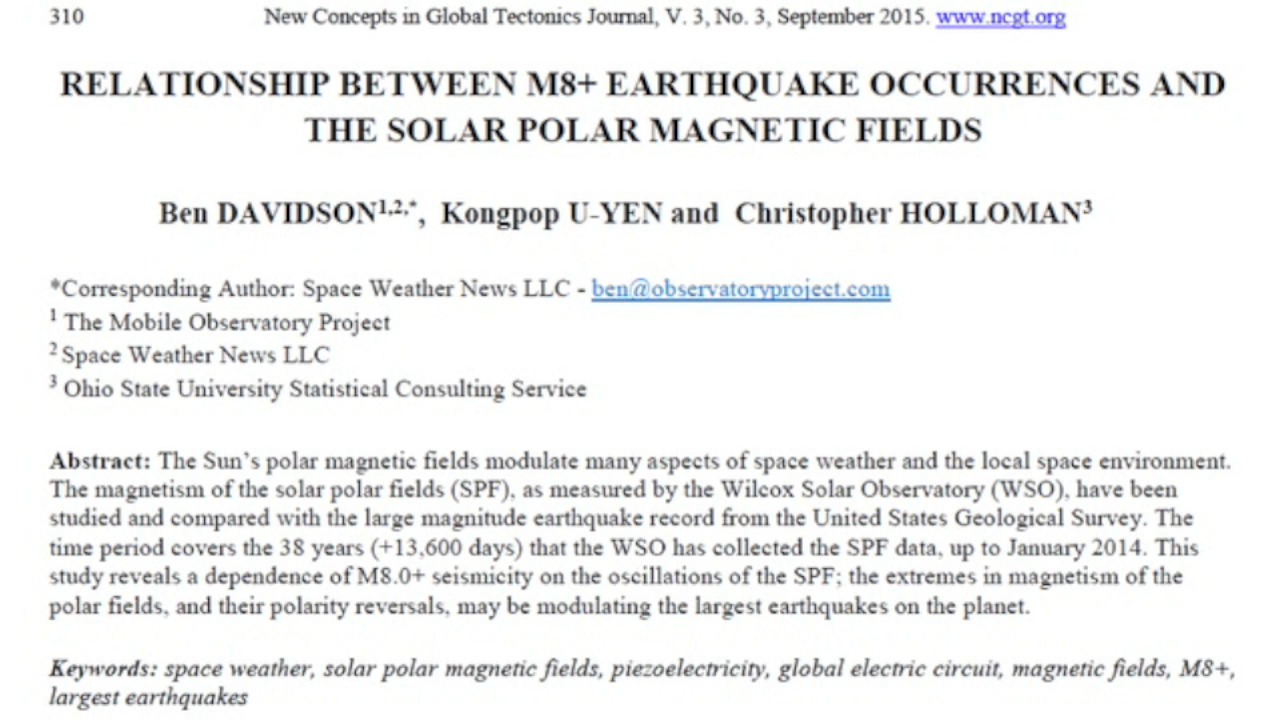 310 New Concepts in Global Tectonics Journal, V. 3, No. 3, September 2015. www.ncgt.org
RELATIONSHIP BETWEEN M8+ EARTHQUAKE OCCURRENCES AND
THE SOLAR POLAR MAGNETIC FIELDS
Ben DAVIDSON1,2,*, Kongpop U-YEN and Christopher HOLLOMAN3
*Corresponding Author: Space Weather News LLC - ben@observatoryproject.com
1 The Mobile Observatory Project
2 Space Weather News LLC
3 Ohio State University Statistical Consulting Service
Abstract: The Sun's polar magnetic fields modulate many aspects of space weather and the local space environment.
The magnetism of the solar polar fields (SPF), as measured by the Wilcox Solar Observatory (WSO), have been
studied and compared with the large magnitude earthquake record from the United States Geological Survey. The
time period covers the 38 years (+13,600 days) that the WSO has collected the SPF data, up to January 2014. This
study reveals a dependence of M8.0+ seismicity on the oscillations of the SPF; the extremes in magnetism of the
polar fields, and their polarity reversals, may be modulating the largest earthquakes on the planet.
Keywords: space weather, solar polar magnetic fields, piezoelectricity, global electric circuit, magnetic fields, M8+,
largest earthquakes